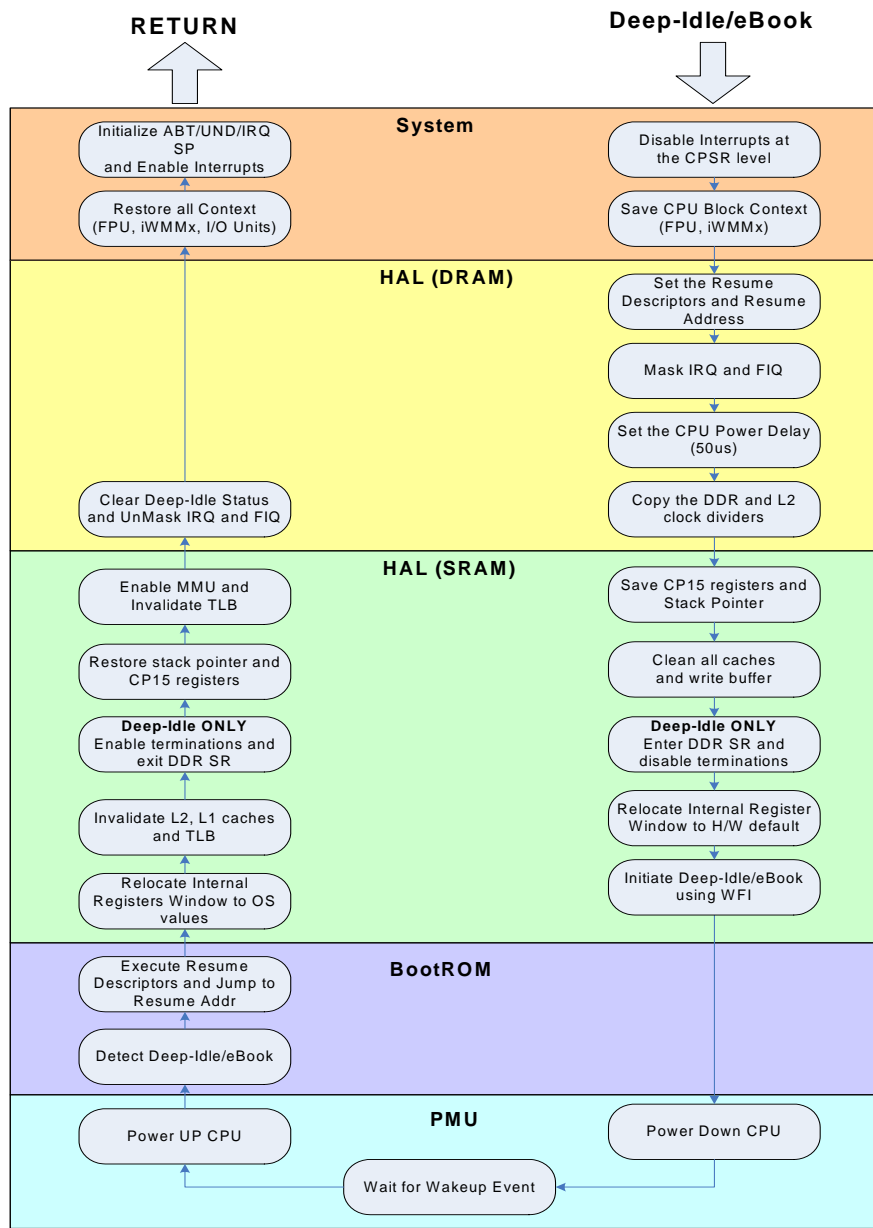 RETURN
Deep-Idle/eBook
System
Initialize ABT/UND/IRQ
SP
and Enable Interrupts
Restore all Context
(FPU, iWMMx, I/O Units)
Disable Interrupts at
the CPSR level
Save CPU Block Context
(FPU, iWMMx)
HAL (DRAM)
Set the Resume
Descriptors and Resume
Address
Mask IRQ and FIQ
Set the CPU Power Delay
(50us)
Copy the DDR and L2
clock dividers
Clear Deep-Idle Status
and UnMask IRQ and FIQ
HAL (SRAM)
Enable MMU and
Invalidate TLB
Restore stack pointer and
CP15 registers
Deep-Idle ONLY
Enable terminations and
exit DDR SR
Invalidate L2, L1 caches
and TLB
Relocate Internal
Registers Window to OS
values
Save CP15 registers and
Stack Pointer
Clean all caches
and write buffer
Deep-Idle ONLY
Enter DDR SR and
disable terminations
Relocate Internal Register
Window to H/W default
Initiate Deep-Idle/eBook
using WFI
BootROM
Execute Resume
Descriptors and Jump to
Resume Addr
Detect Deep-Idle/eBook
PMU
Power UP CPU
Wait for Wakeup Event
Power Down CPU